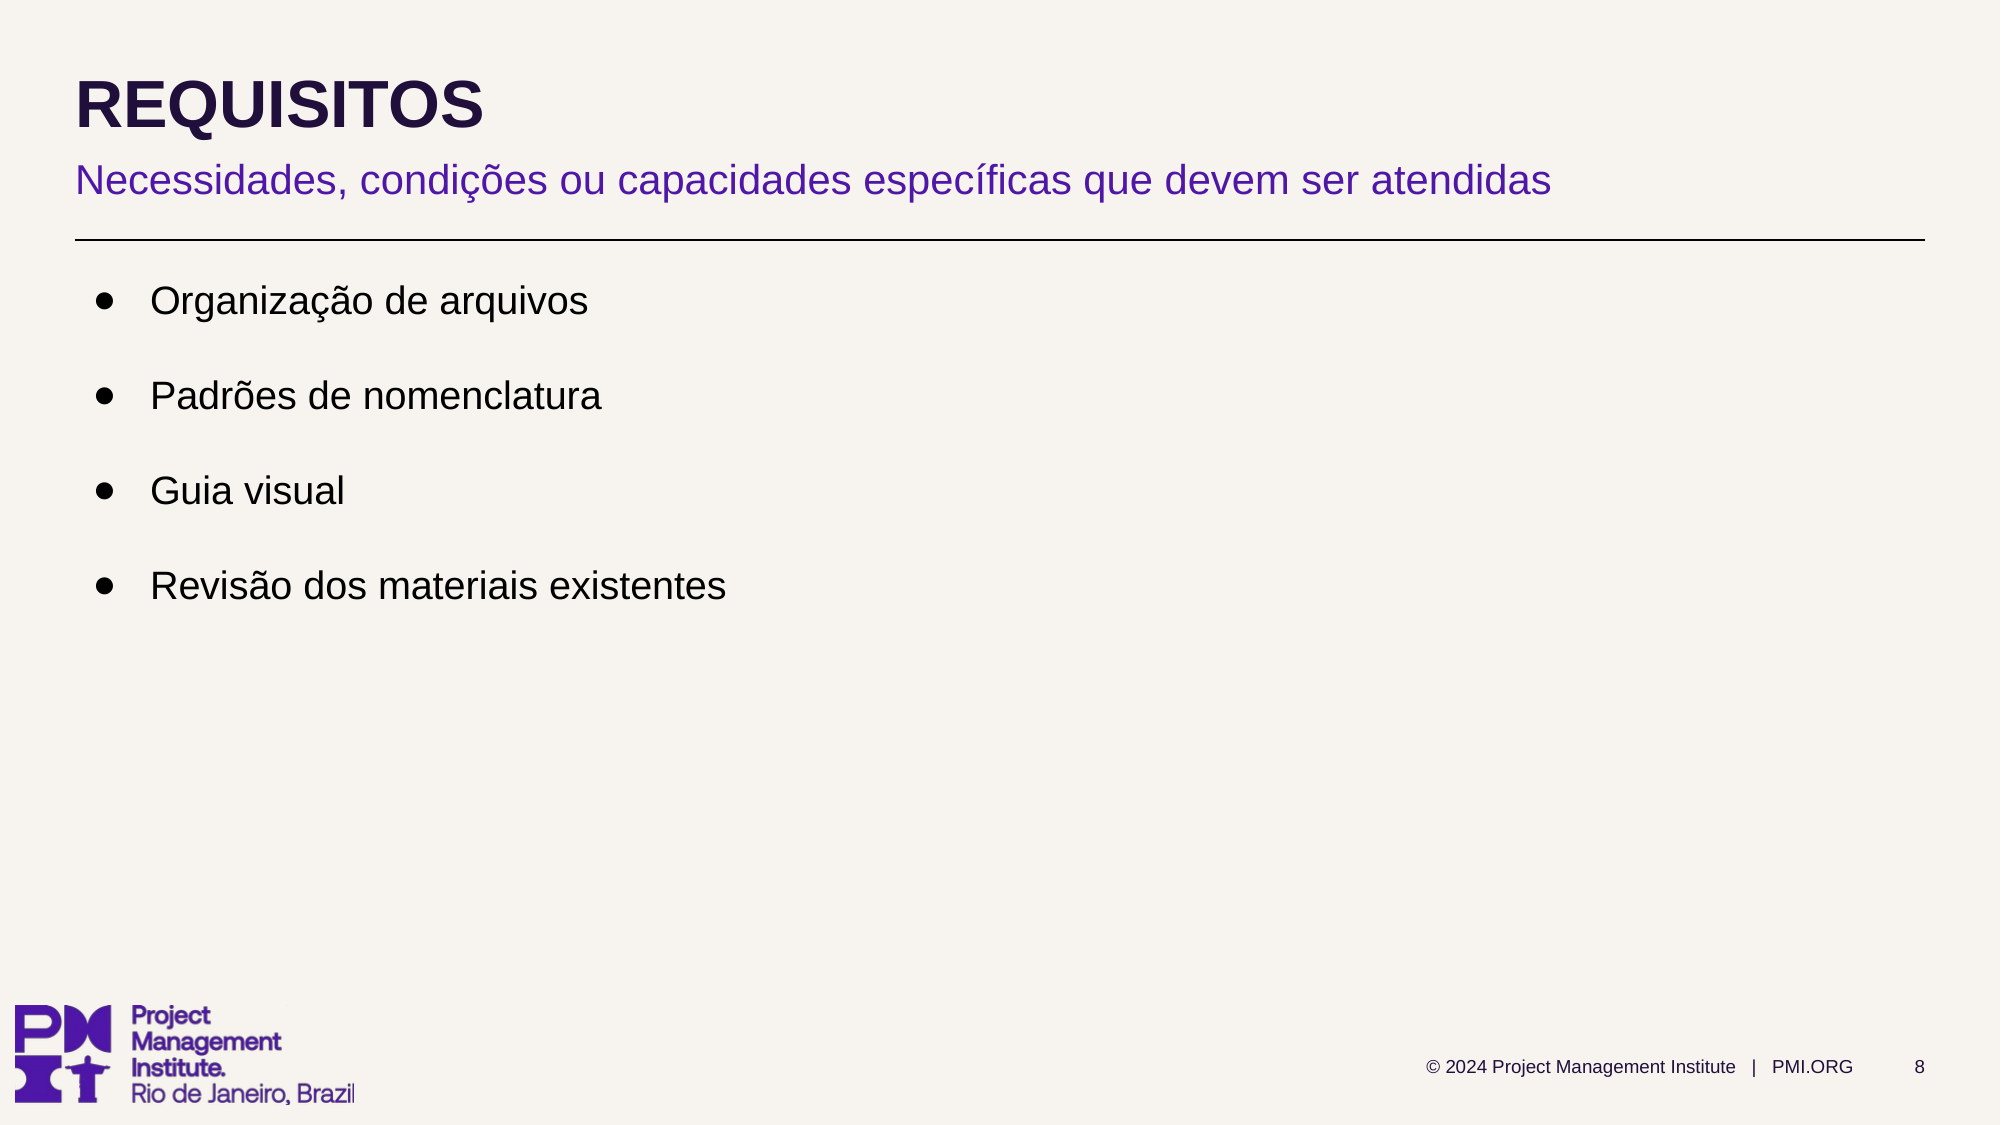 REQUISITOS
Necessidades, condições ou capacidades específicas que devem ser atendidas
● Organização de arquivos
● Padrões de nomenclatura
● Guia visual
● Revisão dos materiais existentes
Project
Management
Institute.
Rio de Janeiro, Brazil
© 2024 Project Management Institute | PMI.ORG 8